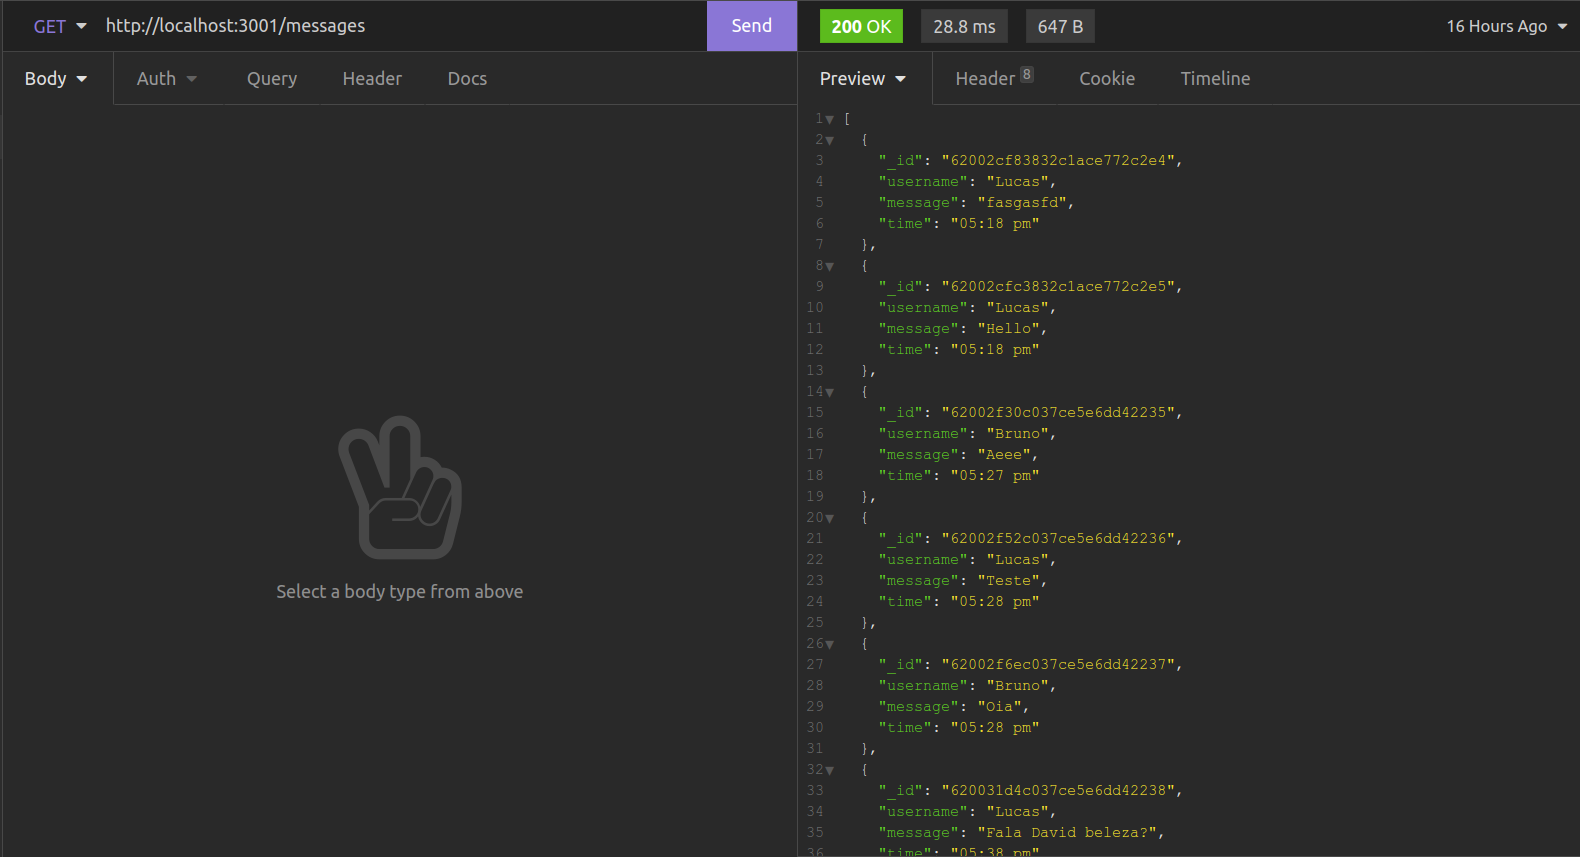 GET http://localhost:3001/messages Send 200 OK 28.8 ms 647 B 16 Hours Ago
Body Auth Query Header Docs Preview Header 8 Cookie Timeline
1 [
2 {
3 "_id": "62002cf83832c1ace772c2e4",
4 "username": "Lucas",
5 "message": "fasgasfd",
6 "time": "05:18 pm"
7 },
8 {
9 "_id": "62002cfc3832c1ace772c2e5",
10 "username": "Lucas",
11 "message": "Hello",
12 "time": "05:18 pm"
13 },
14 {
15 "_id": "62002f30c037ce5e6dd42235",
16 "username": "Bruno",
17 "message": "Aeee",
18 "time": "05:27 pm"
19 },
20 {
21 "_id": "62002f52c037ce5e6dd42236",
22 "username": "Lucas",
23 "message": "Teste",
24 "time": "05:28 pm"
25 },
26 {
27 "_id": "62002f6ec037ce5e6dd42237",
28 "username": "Bruno",
29 "message": "Oia",
30 "time": "05:28 pm"
31 },
32 {
33 "_id": "620031d4c037ce5e6dd42238",
34 "username": "Lucas",
35 "message": "Fala David beleza?",
36 "time": "05:38 pm"
Select a body type from above